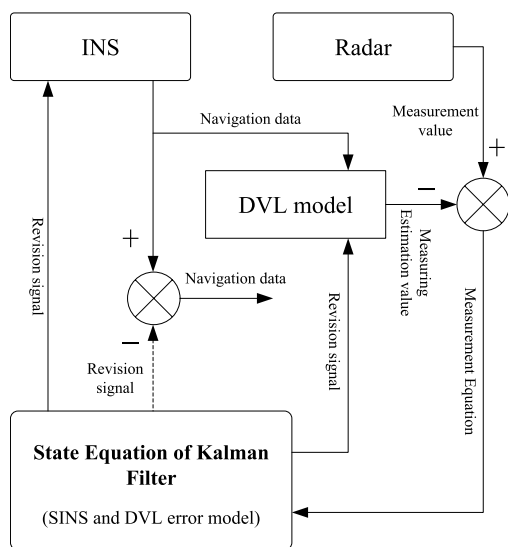 INS
Radar
Navigation data
Measurement
value
+
DVL model
−
Measuring
Estimation value
Revision signal
+
Navigation data
−
Revision
signal
Revision signal
Measurement Equation
State Equation of Kalman
Filter
(SINS and DVL error model)